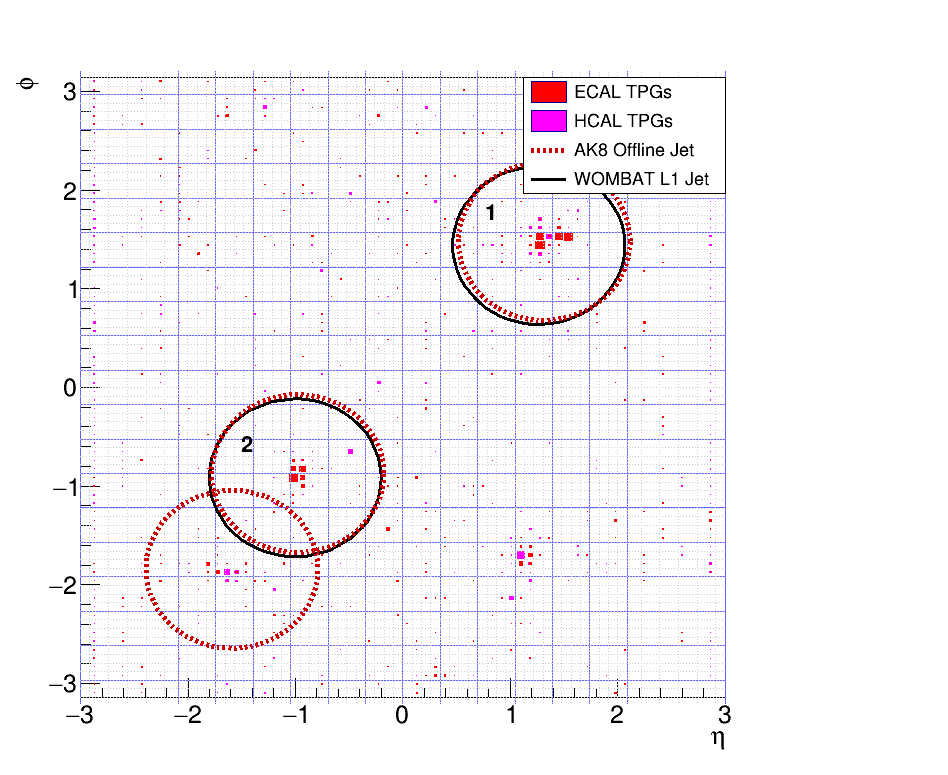 φ
3
2
1
0
−1
−2
−3
ECAL TPGs
HCAL TPGs
AK8 Offline Jet
WOMBAT L1 Jet
1
2
−3 −2 −1 0 1 2 3
η